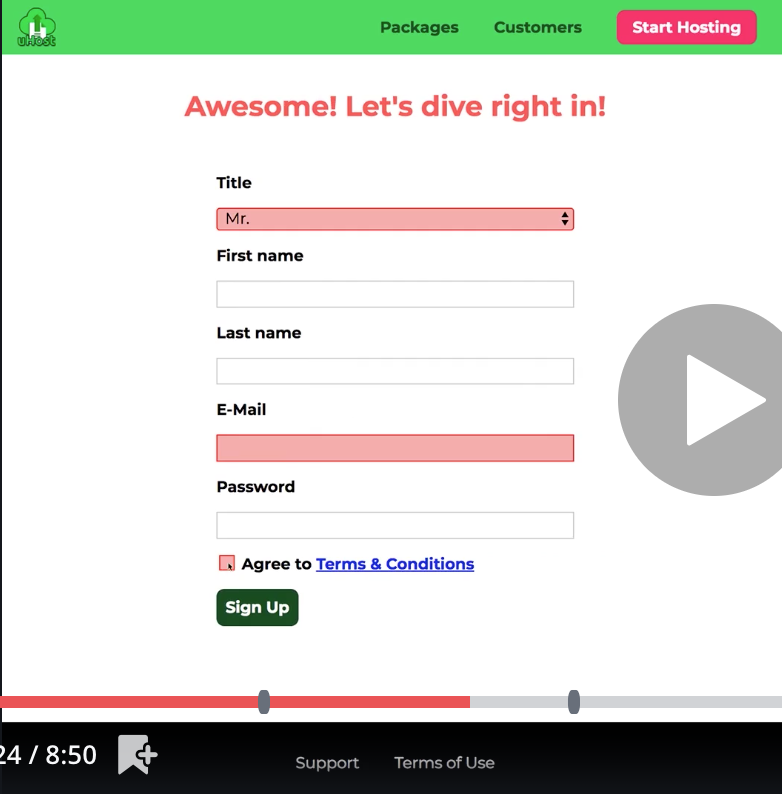 uHost
Packages
Customers
Start Hosting
Awesome! Let's dive right in!
Title
Mr.
First name
Last name
E-Mail
Password
Agree to Terms & Conditions
Sign Up
24 / 8:50
Support
Terms of Use